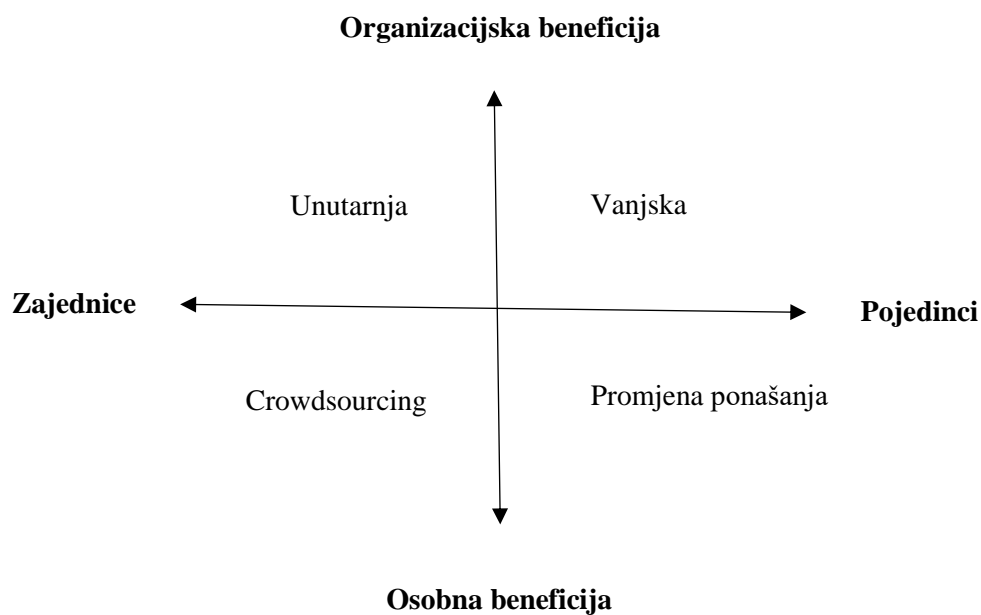 Organizacijska beneficija
Unutarnja
Vanjska
Zajednice
Pojedinci
Crowdsourcing
Promjena ponašanja
Osobna beneficija